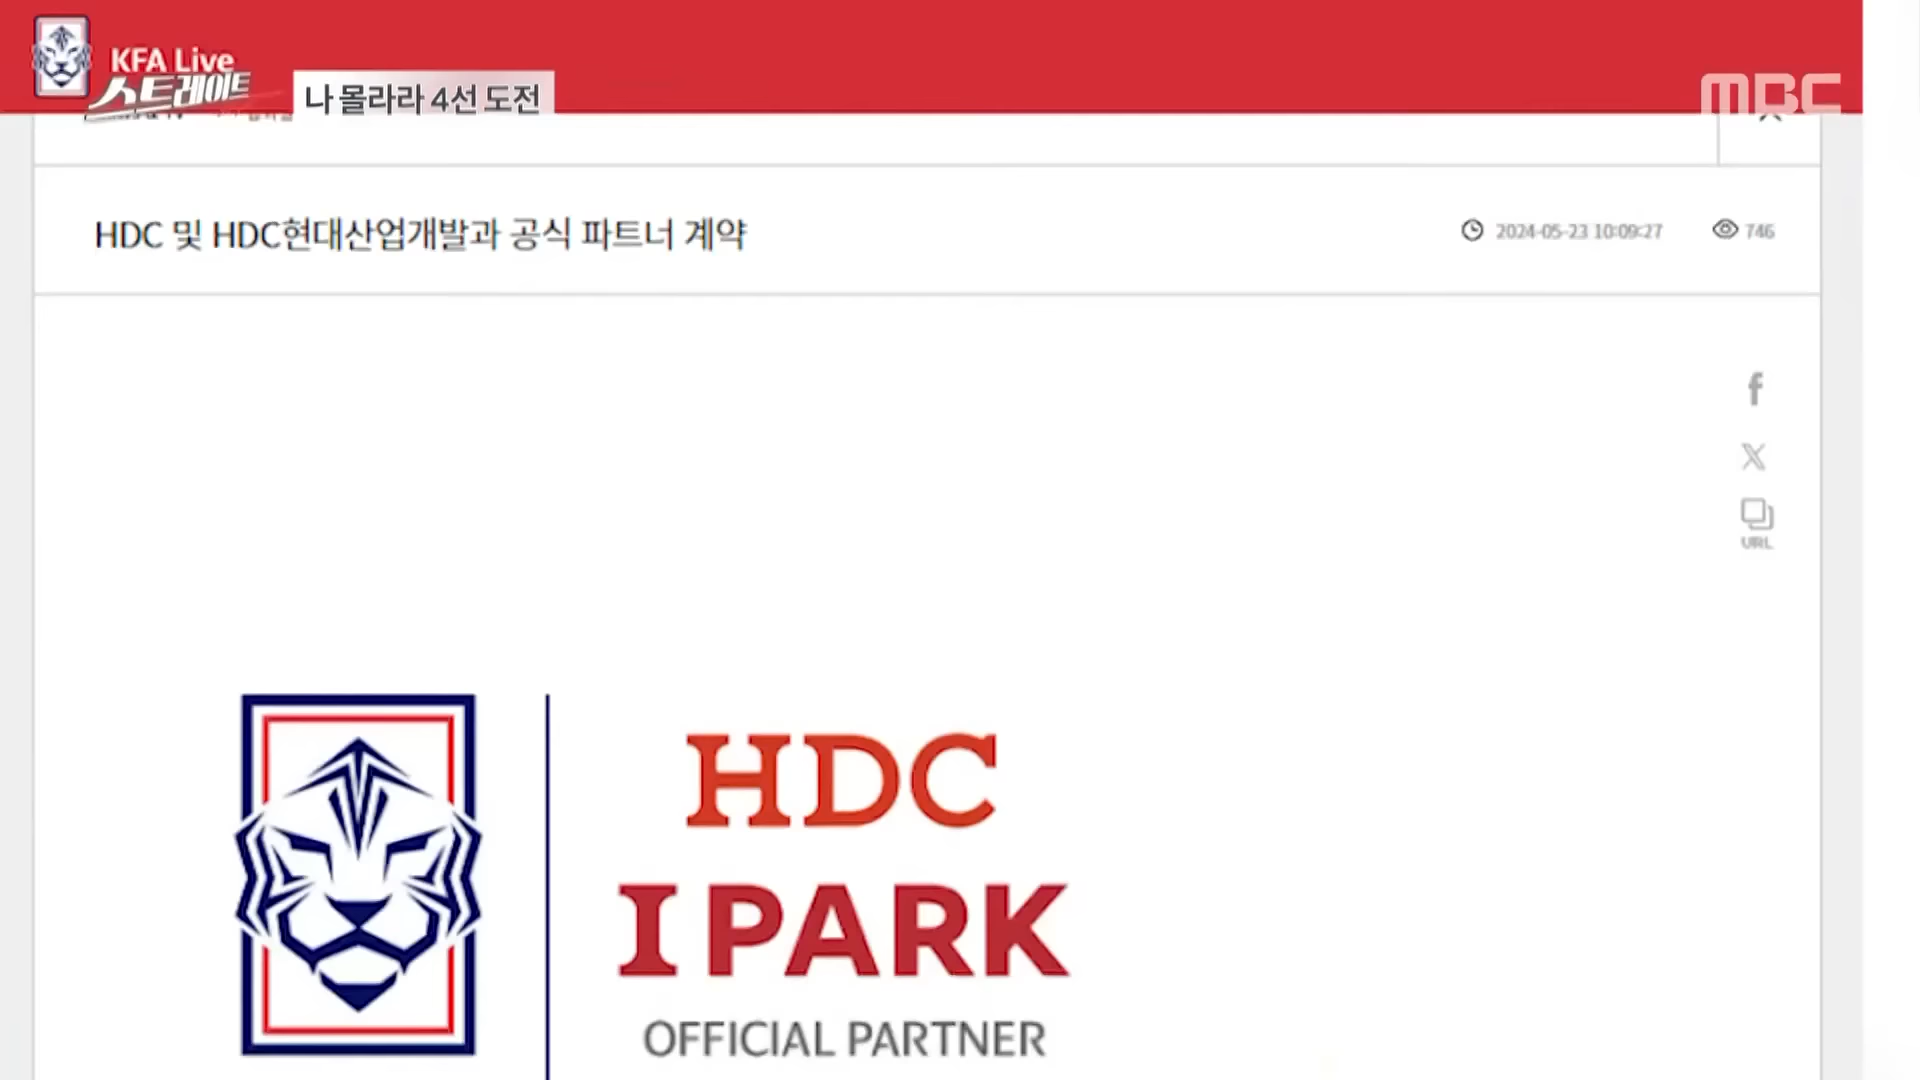 KFA Live
스트레이트
나 몰라라 4선 도전
MBC
HDC 및 HDC현대산업개발과 공식 파트너 계약
2024-05-23 10:09:27
746
URL
HDC
I PARK
OFFICIAL PARTNER